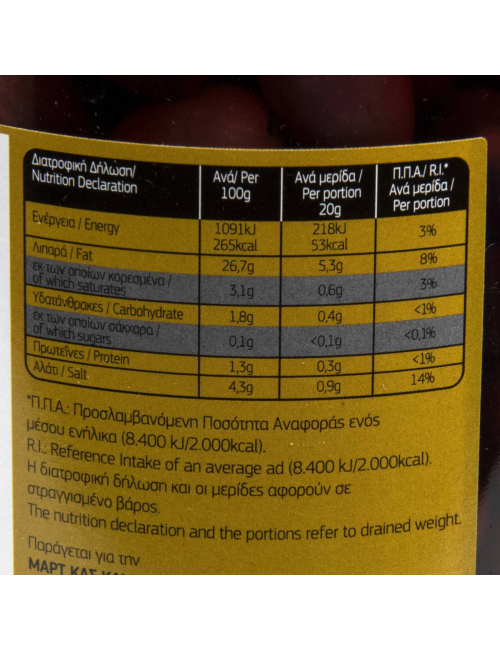 Διατροφική Δήλωση/
Nutrition Declaration
Ανά/ Per
100g
Ανά μερίδα /
Per portion
20g
Π.Π.Α./ R.I.*
Ανά μερίδα /
Per portion
Ενέργεια / Energy
1091kJ
265kcal
218kJ
53kcal
3%
Λιπαρά / Fat
26,7g
5,3g
8%
εκ των οποίων κορεσμένα /
of which saturates
3,1g
0,6g
3%
Υδατάνθρακες / Carbohydrate
1,8g
0,4g
<1%
εκ των οποίων σάκχαρα /
of which sugars
0,1g
<0,1g
<0,1%
Πρωτεΐνες / Protein
1,3g
0,3g
<1%
Αλάτι / Salt
4,3g
0,9g
14%
*Π.Π.Α.: Προσλαμβανόμενη Ποσότητα Αναφοράς ενός
μέσου ενήλικα (8.400 kJ/2.000kcal).
R.I.: Reference Intake of an average ad (8.400 kJ/2.000kcal).
Η διατροφική δήλωση και οι μερίδες αφορούν σε
στραγγισμένο βάρος.
The nutrition declaration and the portions refer to drained weight.
Παράγεται για την
ΜΑΡΤ ΚΑΣ